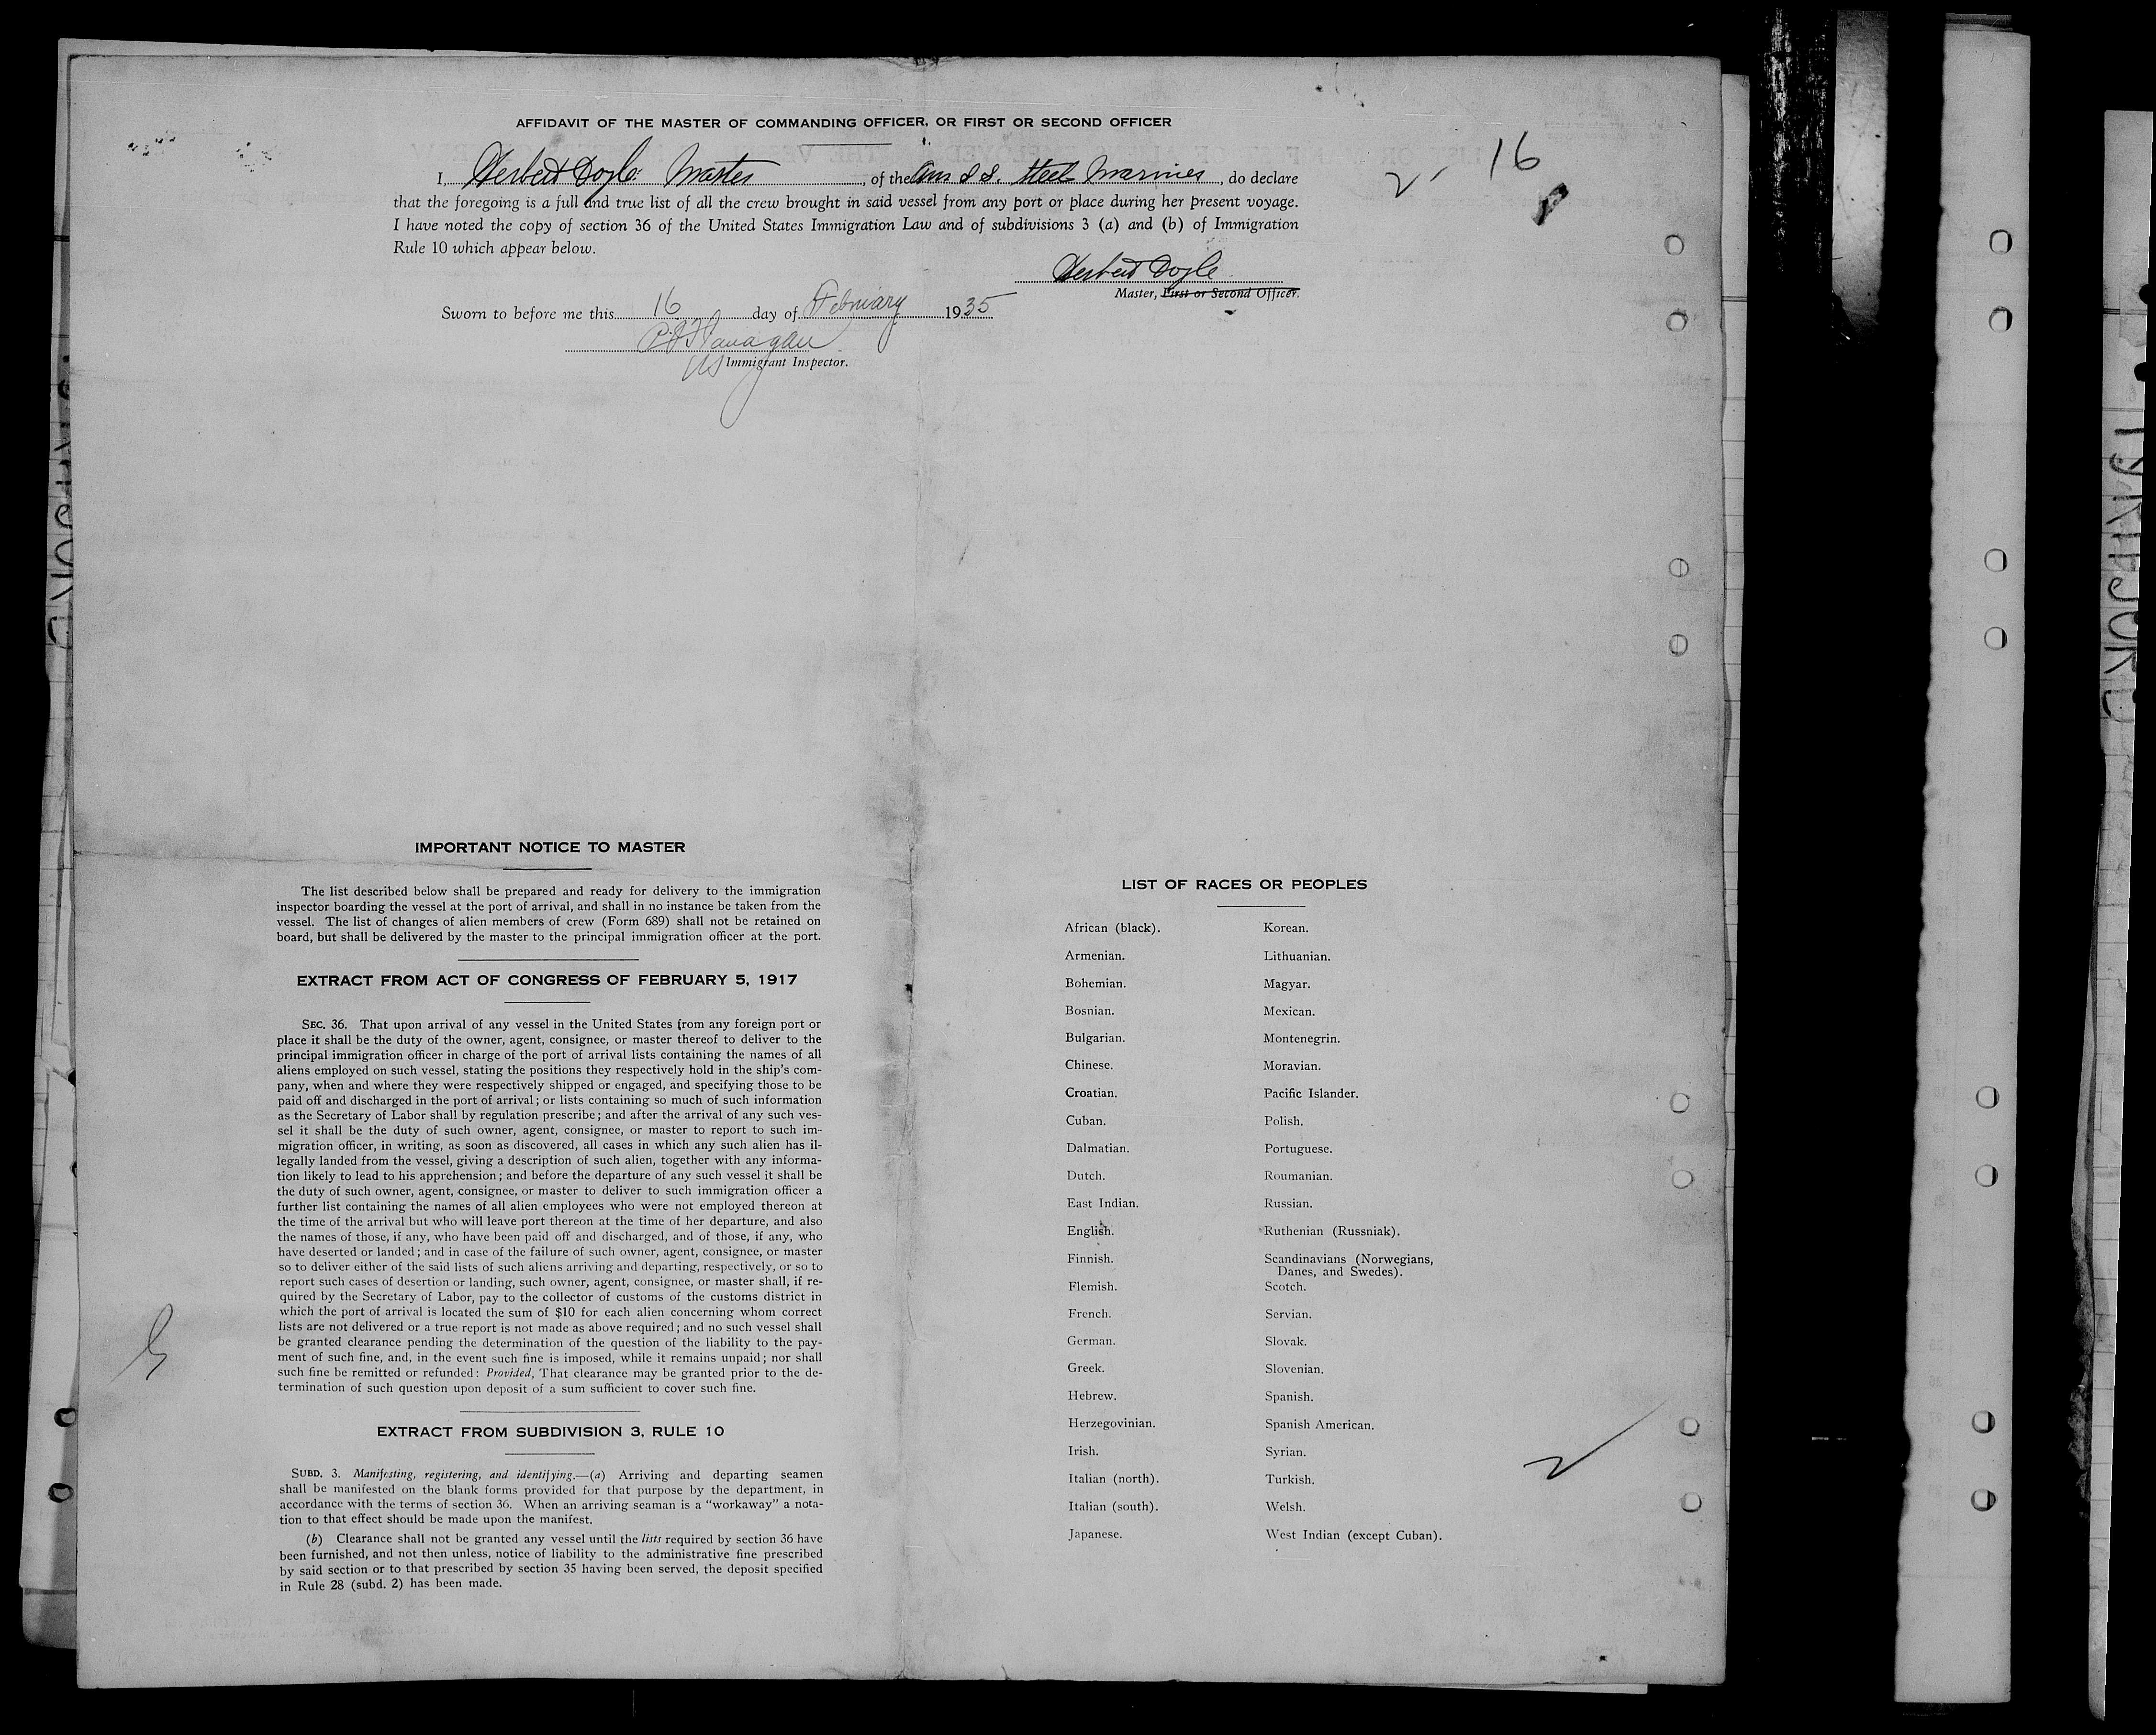 AFFIDAVIT OF THE MASTER OF COMMANDING OFFICER, OR FIRST OR SECOND OFFICER
2 16
I, Herbert Doyle Master, of the Am S S. Steel Mariner, do declare
that the foregoing is a full and true list of all the crew brought in said vessel from any port or place during her present voyage.
I have noted the copy of section 36 of the United States Immigration Law and of subdivisions 3 (a) and (b) of Immigration
Rule 10 which appear below.
Herbert Doyle
Master, First or Second Officer.
Sworn to before me this 16 day of February 1935
Flanagan
US Immigrant Inspector.
IMPORTANT NOTICE TO MASTER
The list described below shall be prepared and ready for delivery to the immigration
inspector boarding the vessel at the port of arrival, and shall in no instance be taken from the
vessel. The list of changes of alien members of crew (Form 689) shall not be retained on
board, but shall be delivered by the master to the principal immigration officer at the port.
EXTRACT FROM ACT OF CONGRESS OF FEBRUARY 5, 1917
SEC. 36. That upon arrival of any vessel in the United States from any foreign port or
place it shall be the duty of the owner, agent, consignee, or master thereof to deliver to the
principal immigration officer in charge of the port of arrival lists containing the names of all
aliens employed on such vessel, stating the positions they respectively hold in the ship's com-
pany, when and where they were respectively shipped or engaged, and specifying those to be
paid off and discharged in the port of arrival; or lists containing so much of such information
as the Secretary of Labor shall by regulation prescribe; and after the arrival of any such ves-
sel it shall be the duty of such owner, agent, consignee, or master to report to such im-
migration officer, in writing, as soon as discovered, all cases in which any such alien has il-
legally landed from the vessel, giving a description of such alien, together with any informa-
tion likely to lead to his apprehension; and before the departure of any such vessel it shall be
the duty of such owner, agent, consignee, or master to deliver to such immigration officer a
further list containing the names of all alien employees who were not employed thereon at
the time of the arrival but who will leave port thereon at the time of her departure, and also
the names of those, if any, who have been paid off and discharged, and of those, if any, who
have deserted or landed; and in case of the failure of such owner, agent, consignee, or master
so to deliver either of the said lists of such aliens arriving and departing, respectively, or so to
report such cases of desertion or landing, such owner, agent, consignee, or master shall, if re-
quired by the Secretary of Labor, pay to the collector of customs of the customs district in
which the port of arrival is located the sum of $10 for each alien concerning whom correct
lists are not delivered or a true report is not made as above required; and no such vessel shall
be granted clearance pending the determination of the question of the liability to the pay-
ment of such fine, and, in the event such fine is imposed, while it remains unpaid; nor shall
such fine be remitted or refunded: Provided, That clearance may be granted prior to the de-
termination of such question upon deposit of a sum sufficient to cover such fine.
EXTRACT FROM SUBDIVISION 3, RULE 10
SUBD. 3. Manifesting, registering, and identifying.—(a) Arriving and departing seamen
shall be manifested on the blank forms provided for that purpose by the department, in
accordance with the terms of section 36. When an arriving seaman is a "workaway" a nota-
tion to that effect should be made upon the manifest.
(b) Clearance shall not be granted any vessel until the lists required by section 36 have
been furnished, and not then unless, notice of liability to the administrative fine prescribed
by said section or to that prescribed by section 35 having been served, the deposit specified
in Rule 28 (subd. 2) has been made.
LIST OF RACES OR PEOPLES
African (black).
Armenian.
Bohemian.
Bosnian.
Bulgarian.
Chinese.
Croatian.
Cuban.
Dalmatian.
Dutch.
East Indian.
English.
Finnish.
Flemish.
French.
German.
Greek.
Hebrew.
Herzegovinian.
Irish.
Italian (north).
Italian (south).
Japanese.
Korean.
Lithuanian.
Magyar.
Mexican.
Montenegrin.
Moravian.
Pacific Islander.
Polish.
Portuguese.
Roumanian.
Russian.
Ruthenian (Russniak).
Scandinavians (Norwegians,
Danes, and Swedes).
Scotch.
Servian.
Slovak.
Slovenian.
Spanish.
Spanish American.
Syrian.
Turkish.
Welsh.
West Indian (except Cuban).